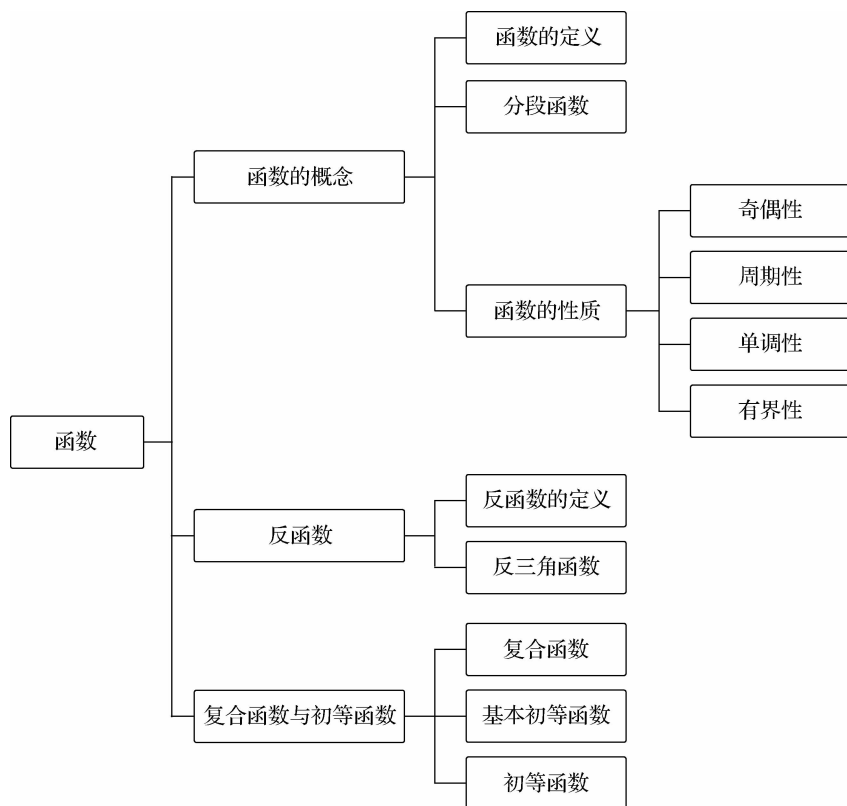 函数
函数的概念
函数的定义
分段函数
函数的性质
奇偶性
周期性
单调性
有界性
反函数
反函数的定义
反三角函数
复合函数与初等函数
复合函数
基本初等函数
初等函数